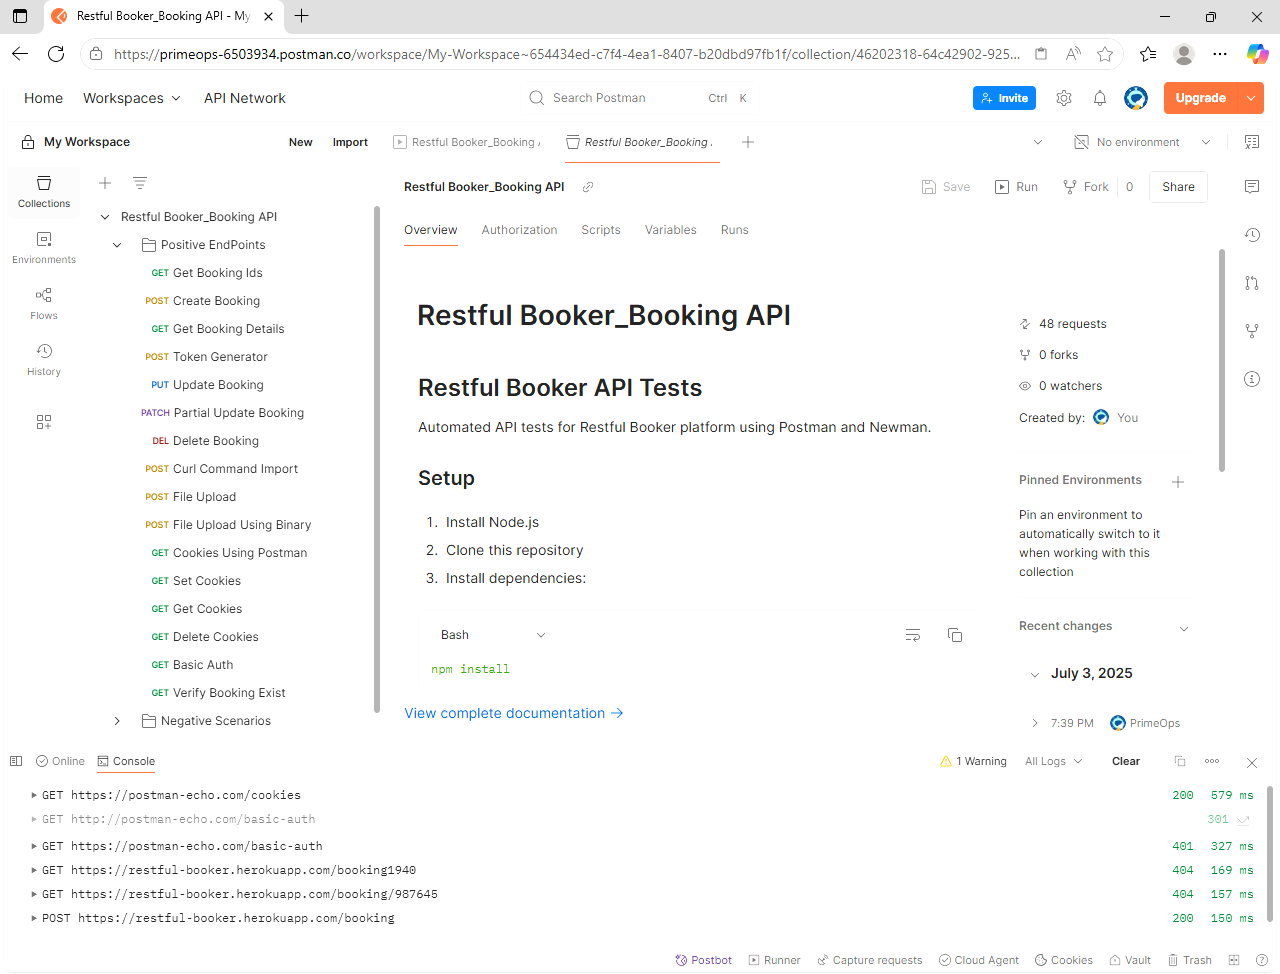 Restful Booker_Booking API - My
https://primeops-6503934.postman.co/workspace/My-Workspace~654434ed-c7f4-4ea1-8407-b20dbd97fb1f/collection/46202318-64c42902-925...
Home Workspaces API Network Search Postman Ctrl K Invite Upgrade
My Workspace New Import Restful Booker_Booking Restful Booker_Booking No environment
Restful Booker_Booking API Save Run Fork 0 Share
Overview Authorization Scripts Variables Runs
Collections
Environments
Flows
History
Restful Booker_Booking API
Positive EndPoints
GET Get Booking Ids
POST Create Booking
GET Get Booking Details
POST Token Generator
PUT Update Booking
PATCH Partial Update Booking
DEL Delete Booking
POST Curl Command Import
POST File Upload
POST File Upload Using Binary
GET Cookies Using Postman
GET Set Cookies
GET Get Cookies
GET Delete Cookies
GET Basic Auth
GET Verify Booking Exist
Negative Scenarios
Restful Booker_Booking API
Restful Booker API Tests
Automated API tests for Restful Booker platform using Postman and Newman.
Setup
1. Install Node.js
2. Clone this repository
3. Install dependencies:
Bash
npm install
View complete documentation →
48 requests
0 forks
0 watchers
Created by: You
Pinned Environments
Pin an environment to
automatically switch to it
when working with this
collection
Recent changes
July 3, 2025
7:39 PM PrimeOps
Online Console 1 Warning All Logs Clear
GET https://postman-echo.com/cookies 200 579 ms
GET http://postman-echo.com/basic-auth 301
GET https://postman-echo.com/basic-auth 401 327 ms
GET https://restful-booker.herokuapp.com/booking1940 404 169 ms
GET https://restful-booker.herokuapp.com/booking/987645 404 157 ms
POST https://restful-booker.herokuapp.com/booking 200 150 ms
Postbot Runner Capture requests Cloud Agent Cookies Vault Trash